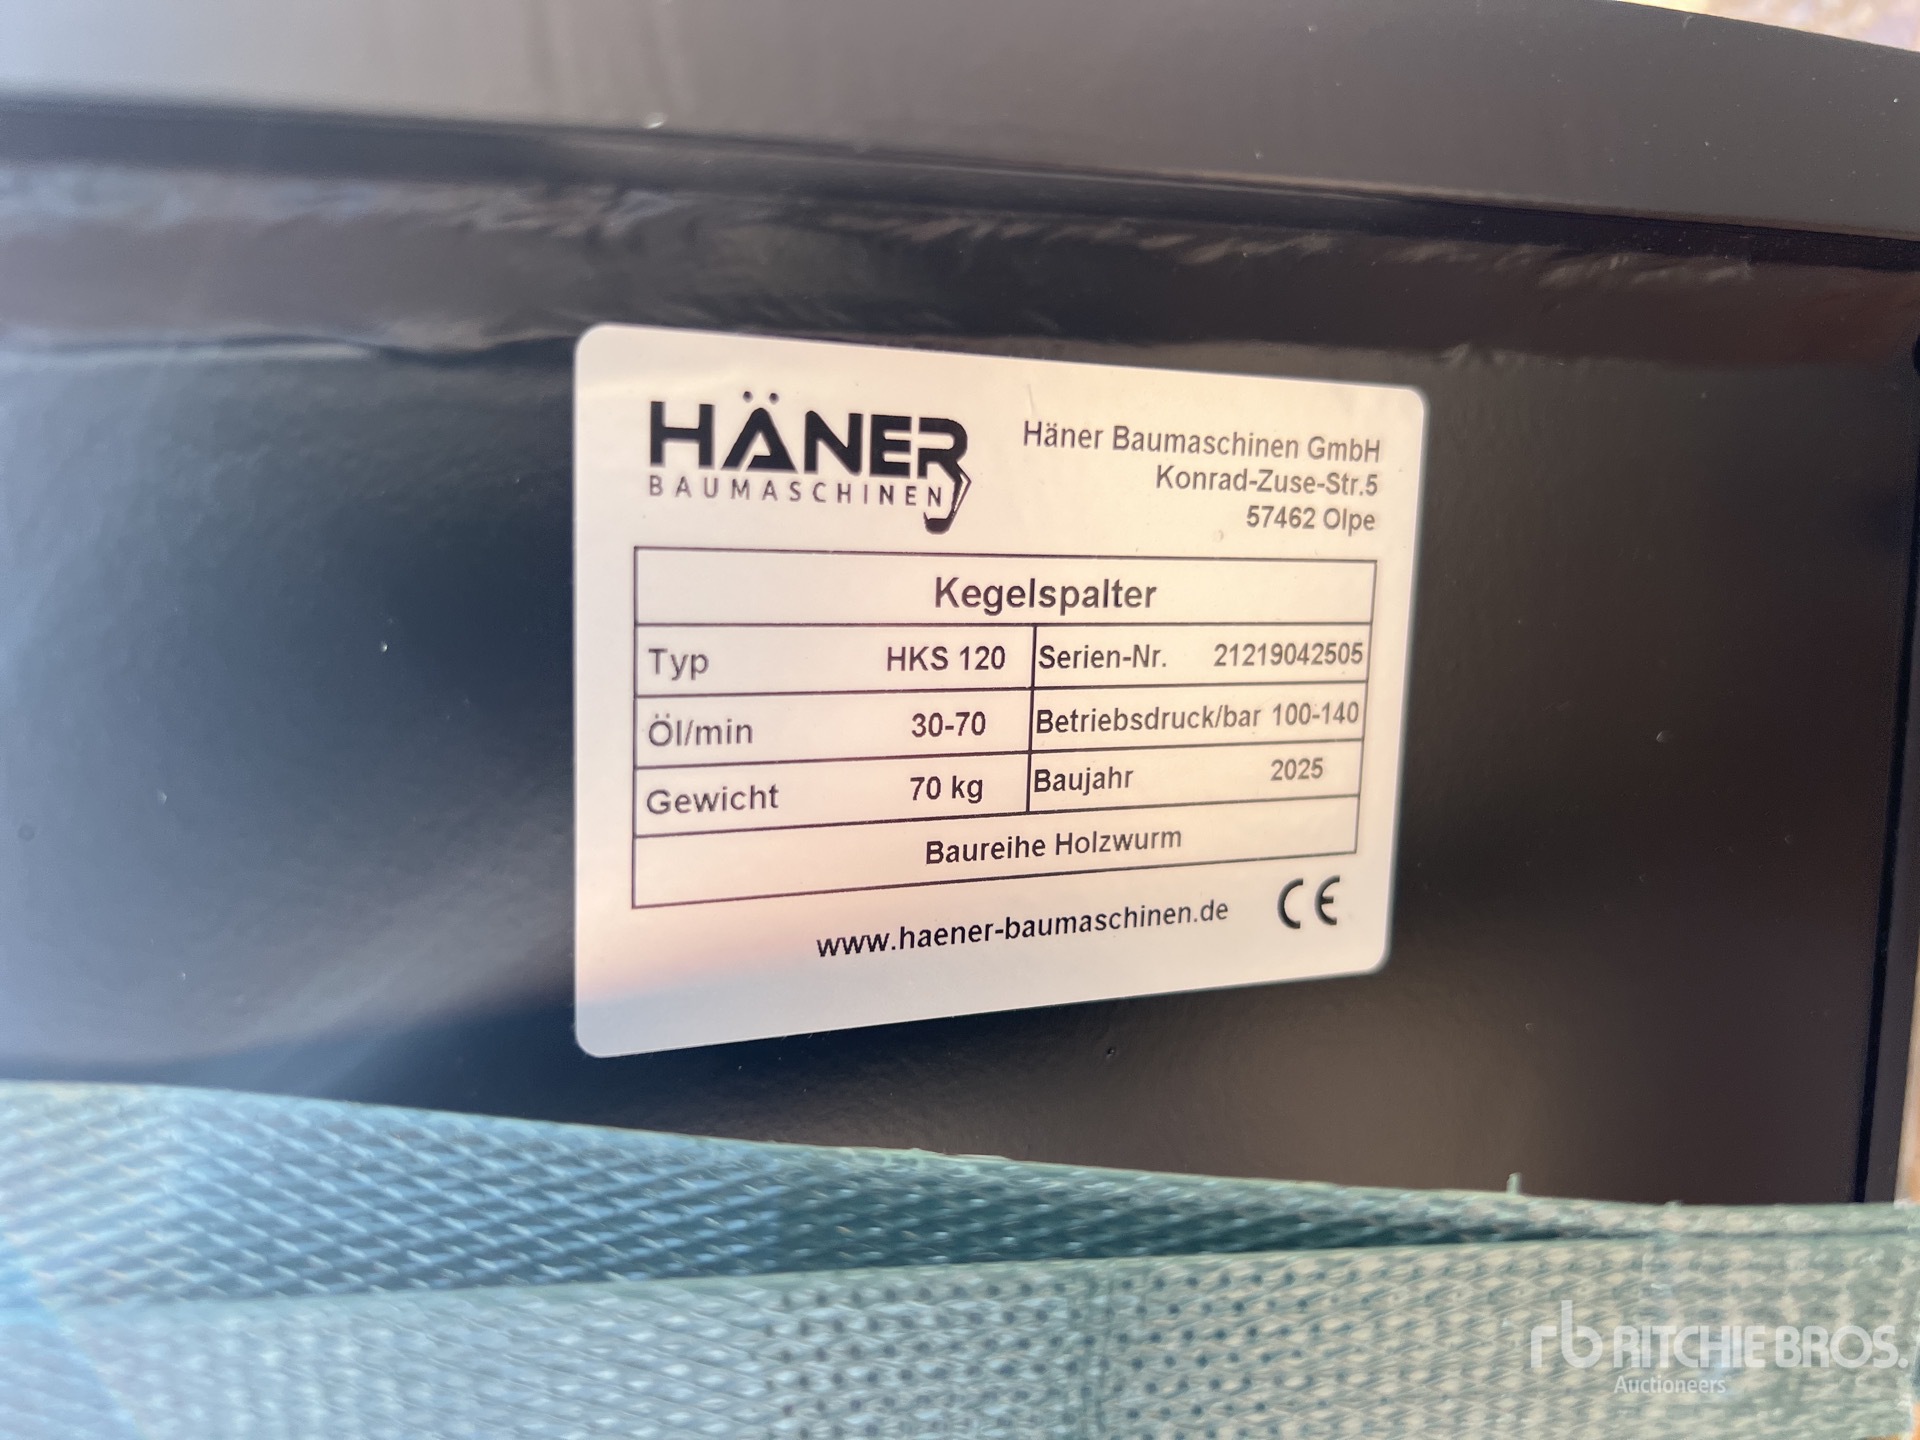 HÄNER
BAUMASCHINEN
Häner Baumaschinen GmbH
Konrad-Zuse-Str.5
57462 Olpe
Kegelspalter
Typ HKS 120 Serien-Nr. 21219042505
Öl/min 30-70 Betriebsdruck/bar 100-140
Gewicht 70 kg Baujahr 2025
Baureihe Holzwurm
www.haener-baumaschinen.de CE
rb RITCHIE BROS.
Auctioneers